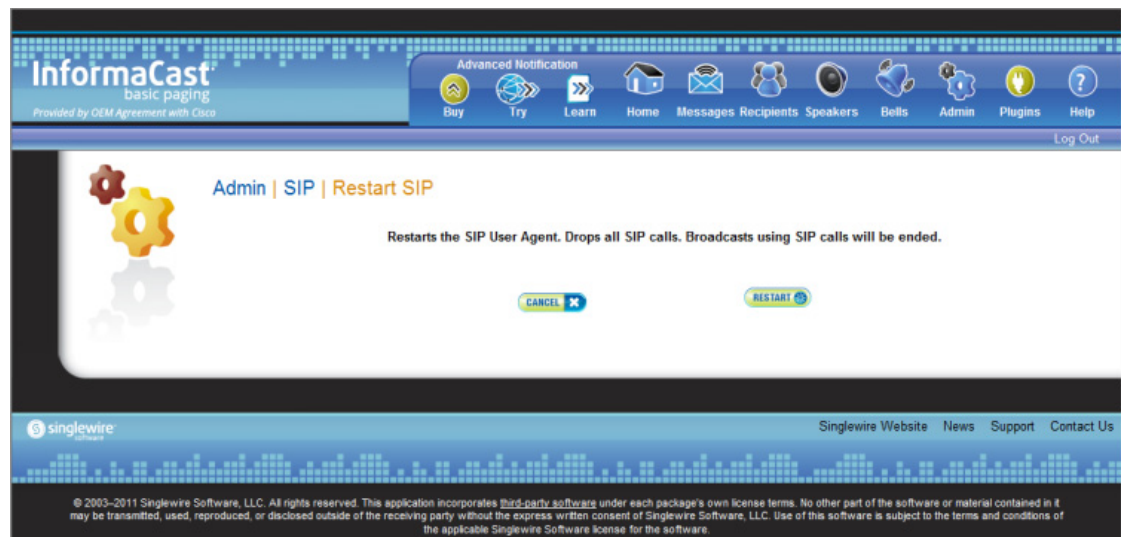 InformaCast
basic paging
Provided by OEM Agreement with Cisco
Advanced Notification
Buy Try Learn Home Messages Recipients Speakers Bells Admin Plugins Help
Log Out
Admin | SIP | Restart SIP
Restarts the SIP User Agent. Drops all SIP calls. Broadcasts using SIP calls will be ended.
CANCEL RESTART
singlewire
software
Singlewire Website News Support Contact Us
© 2003–2011 Singlewire Software, LLC. All rights reserved. This application incorporates third-party software under each package's own license terms. No other part of the software or material contained in it
may be transmitted, used, reproduced, or disclosed outside of the receiving party without the express written consent of Singlewire Software, LLC. Use of this software is subject to the terms and conditions of
the applicable Singlewire Software license for the software.